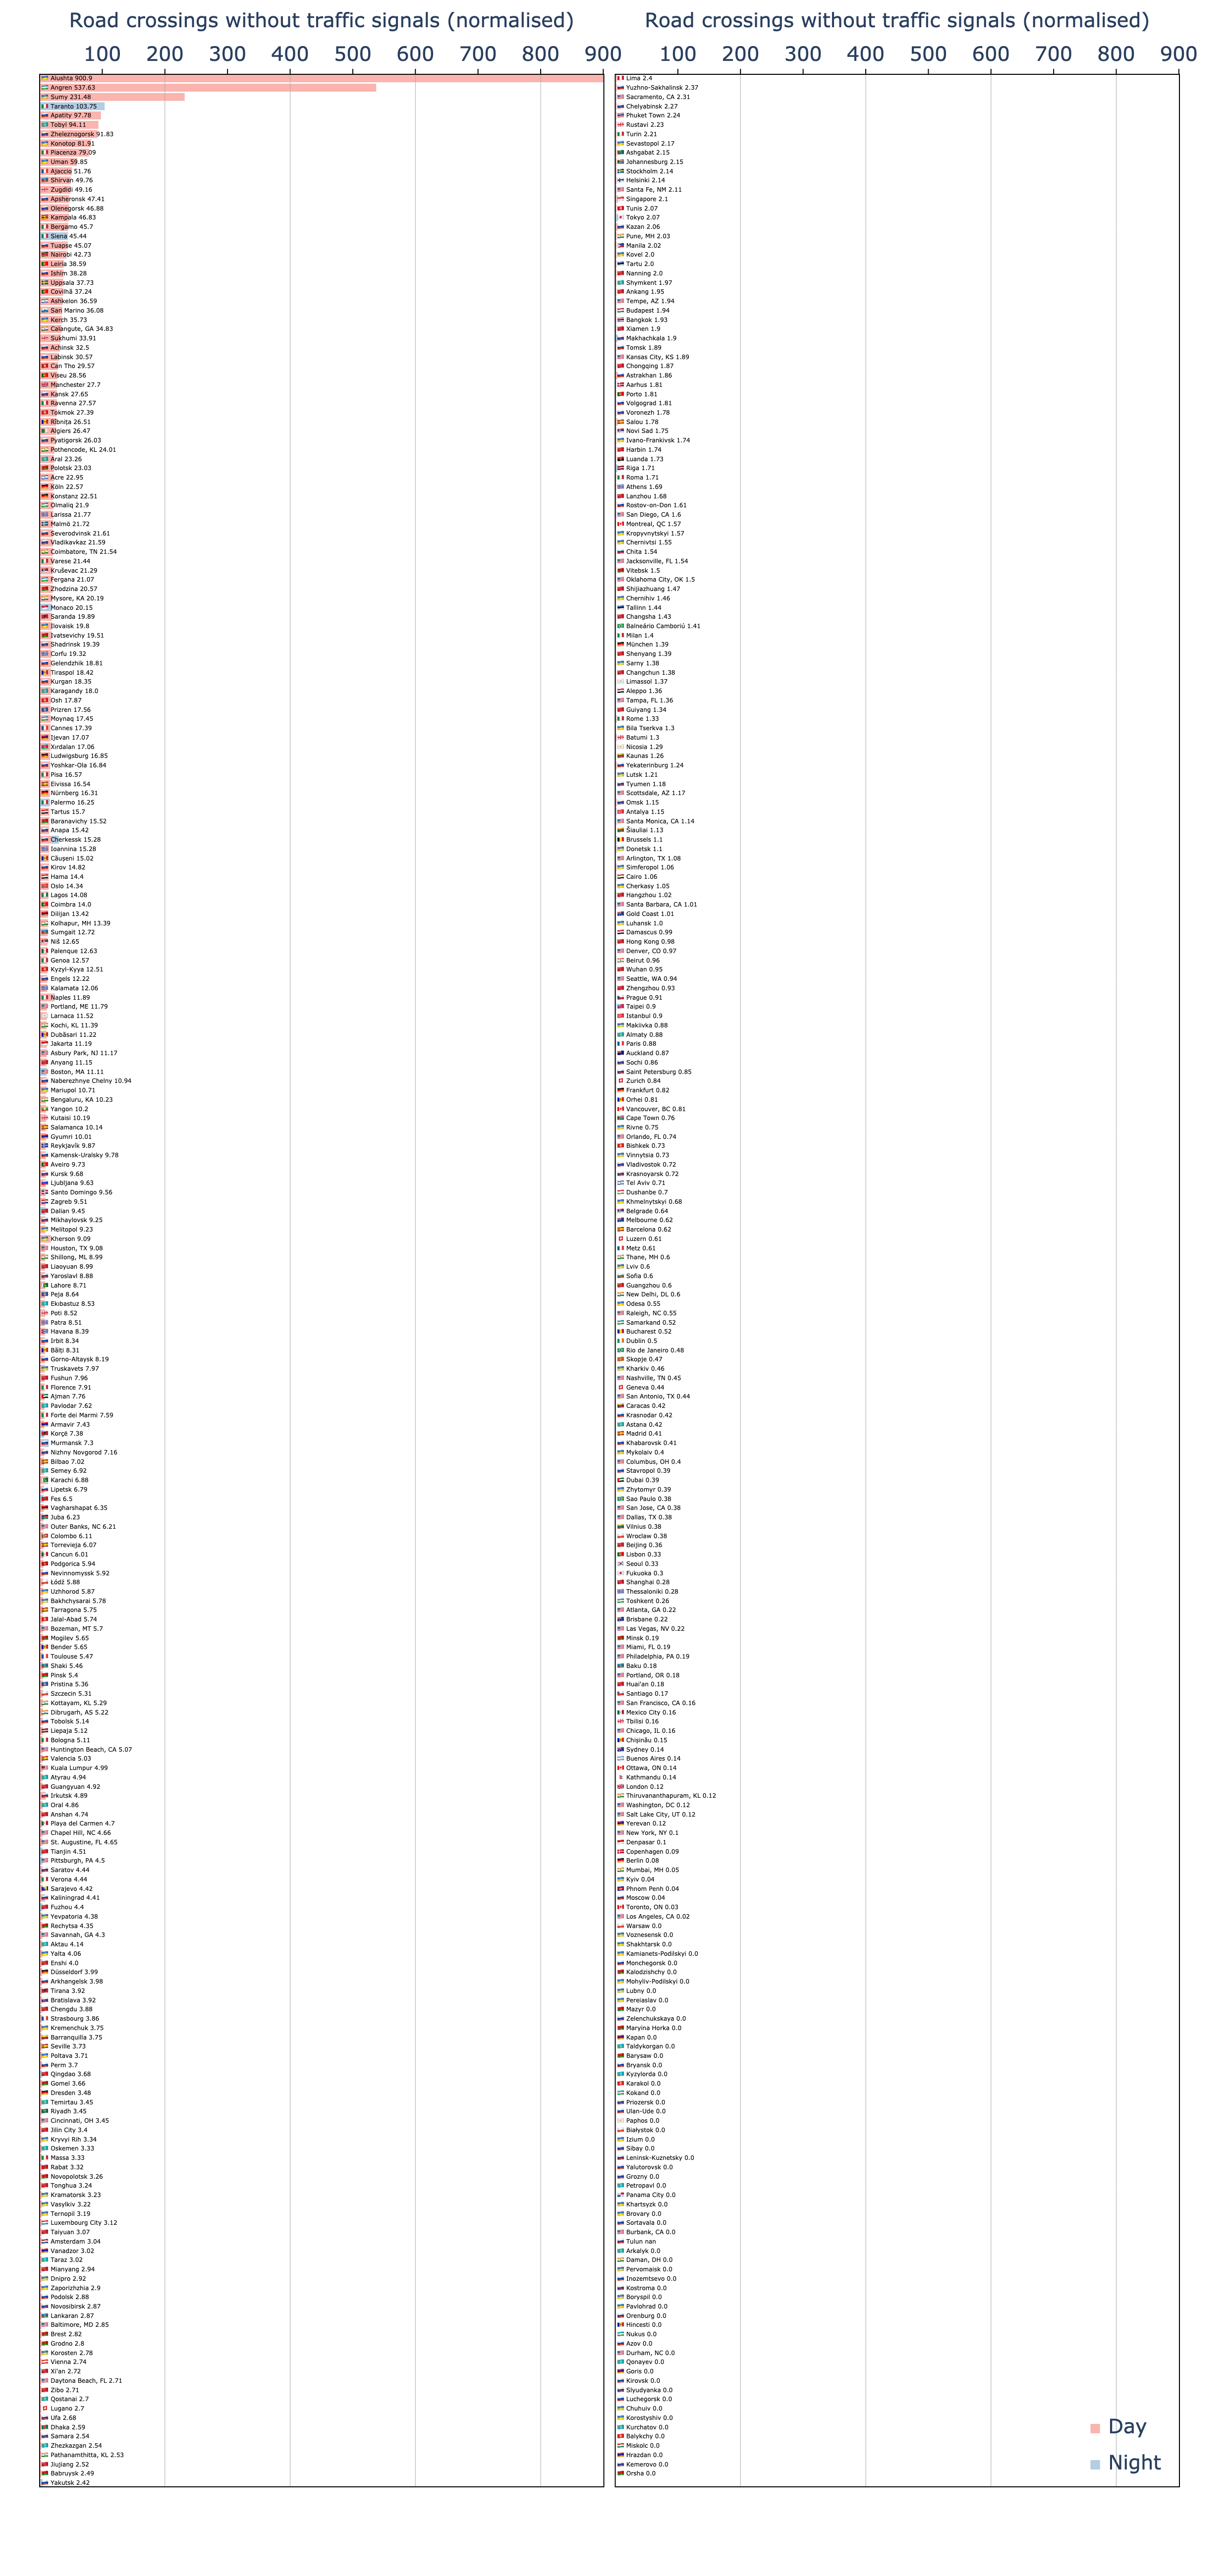 Road crossings without traffic signals (normalised)
100 200 300 400 500 600 700 800 900
Alushta 900.9
Angren 537.63
Sumy 231.48
Taranto 103.75
Apatity 97.78
Tobyl 94.11
Zheleznogorsk 91.83
Konotop 81.91
Piacenza 79.09
Uman 59.85
Ajaccio 51.76
Shirvan 49.76
Zugdidi 49.16
Apsheronsk 47.41
Olenegorsk 46.88
Kampala 46.83
Bergamo 45.7
Siena 45.44
Tuapse 45.07
Nairobi 42.73
Leiria 38.59
Ishim 38.28
Uppsala 37.73
Covilhã 37.24
Ashkelon 36.59
San Marino 36.08
Kerch 35.73
Calangute, GA 34.83
Sukhumi 33.91
Achinsk 32.5
Labinsk 30.57
Can Tho 29.57
Viseu 28.56
Manchester 27.7
Kansk 27.65
Ravenna 27.57
Tokmok 27.39
Rîbnița 26.51
Algiers 26.47
Pyatigorsk 26.03
Pothencode, KL 24.01
Aral 23.26
Polotsk 23.03
Acre 22.95
Köln 22.57
Konstanz 22.51
Olmaliq 21.9
Larissa 21.77
Malmö 21.72
Severodvinsk 21.61
Vladikavkaz 21.59
Coimbatore, TN 21.54
Varese 21.44
Kruševac 21.29
Fergana 21.07
Zhodzina 20.57
Mysore, KA 20.19
Monaco 20.15
Saranda 19.89
Ilovaisk 19.8
Ivatsevichy 19.51
Shadrinsk 19.39
Corfu 19.32
Gelendzhik 18.81
Tiraspol 18.42
Kurgan 18.35
Karagandy 18.0
Osh 17.87
Prizren 17.56
Moynaq 17.45
Cannes 17.39
Ijevan 17.07
Xırdalan 17.06
Ludwigsburg 16.85
Yoshkar-Ola 16.84
Pisa 16.57
Eivissa 16.54
Nürnberg 16.31
Palermo 16.25
Tartus 15.7
Baranavichy 15.52
Anapa 15.42
Cherkessk 15.28
Ioannina 15.28
Căușeni 15.02
Kirov 14.82
Hama 14.4
Oslo 14.34
Lagos 14.08
Coimbra 14.0
Dilijan 13.42
Kolhapur, MH 13.39
Sumgait 12.72
Niš 12.65
Palenque 12.63
Genoa 12.57
Kyzyl-Kyya 12.51
Engels 12.22
Kalamata 12.06
Naples 11.89
Portland, ME 11.79
Larnaca 11.52
Kochi, KL 11.39
Dubăsari 11.22
Jakarta 11.19
Asbury Park, NJ 11.17
Anyang 11.15
Boston, MA 11.11
Naberezhnye Chelny 10.94
Mariupol 10.71
Bengaluru, KA 10.23
Yangon 10.2
Kutaisi 10.19
Salamanca 10.14
Gyumri 10.01
Reykjavík 9.87
Kamensk-Uralsky 9.78
Aveiro 9.73
Kursk 9.68
Ljubljana 9.63
Santo Domingo 9.56
Zagreb 9.51
Dalian 9.45
Mikhaylovsk 9.25
Melitopol 9.23
Kherson 9.09
Houston, TX 9.08
Shillong, ML 8.99
Liaoyuan 8.99
Yaroslavl 8.88
Lahore 8.71
Peja 8.64
Ekibastuz 8.53
Poti 8.52
Patra 8.51
Havana 8.39
Irbit 8.34
Bălți 8.31
Gorno-Altaysk 8.19
Truskavets 7.97
Fushun 7.96
Florence 7.91
Ajman 7.76
Pavlodar 7.62
Forte dei Marmi 7.59
Armavir 7.43
Korçë 7.38
Murmansk 7.3
Nizhny Novgorod 7.16
Bilbao 7.02
Semey 6.92
Karachi 6.88
Lipetsk 6.79
Fes 6.5
Vagharshapat 6.35
Juba 6.23
Outer Banks, NC 6.21
Colombo 6.11
Torrevieja 6.07
Cancun 6.01
Podgorica 5.94
Nevinnomyssk 5.92
Łódź 5.88
Uzhhorod 5.87
Bakhchysarai 5.78
Tarragona 5.75
Jalal-Abad 5.74
Bozeman, MT 5.7
Mogilev 5.65
Bender 5.65
Toulouse 5.47
Shaki 5.46
Pinsk 5.4
Pristina 5.36
Szczecin 5.31
Kottayam, KL 5.29
Dibrugarh, AS 5.22
Tobolsk 5.14
Liepaja 5.12
Bologna 5.11
Huntington Beach, CA 5.07
Valencia 5.03
Kuala Lumpur 4.99
Atyrau 4.94
Guangyuan 4.92
Irkutsk 4.89
Oral 4.86
Anshan 4.74
Playa del Carmen 4.7
Chapel Hill, NC 4.66
St. Augustine, FL 4.65
Tianjin 4.51
Pittsburgh, PA 4.5
Saratov 4.44
Verona 4.44
Sarajevo 4.42
Kaliningrad 4.41
Fuzhou 4.4
Yevpatoria 4.38
Rechytsa 4.35
Savannah, GA 4.3
Aktau 4.14
Yalta 4.06
Enshi 4.0
Düsseldorf 3.99
Arkhangelsk 3.98
Tirana 3.92
Bratislava 3.92
Chengdu 3.88
Strasbourg 3.86
Kremenchuk 3.75
Barranquilla 3.75
Seville 3.73
Poltava 3.71
Perm 3.7
Qingdao 3.68
Gomel 3.66
Dresden 3.48
Temirtau 3.45
Riyadh 3.45
Cincinnati, OH 3.45
Jilin City 3.4
Kryvyi Rih 3.34
Oskemen 3.33
Massa 3.33
Rabat 3.32
Novopolotsk 3.26
Tonghua 3.24
Kramatorsk 3.23
Vasylkiv 3.22
Ternopil 3.19
Luxembourg City 3.12
Taiyuan 3.07
Amsterdam 3.04
Vanadzor 3.02
Taraz 3.02
Mianyang 2.94
Dnipro 2.92
Zaporizhzhia 2.9
Podolsk 2.88
Novosibirsk 2.87
Lankaran 2.87
Baltimore, MD 2.85
Brest 2.82
Grodno 2.8
Korosten 2.78
Vienna 2.74
Xi'an 2.72
Daytona Beach, FL 2.71
Zibo 2.71
Qostanai 2.7
Lugano 2.7
Ufa 2.68
Dhaka 2.59
Samara 2.54
Zhezkazgan 2.54
Pathanamthitta, KL 2.53
Jiujiang 2.52
Babruysk 2.49
Yakutsk 2.42
Road crossings without traffic signals (normalised)
100 200 300 400 500 600 700 800 900
Lima 2.4
Yuzhno-Sakhalinsk 2.37
Sacramento, CA 2.31
Chelyabinsk 2.27
Phuket Town 2.24
Rustavi 2.23
Turin 2.21
Sevastopol 2.17
Ashgabat 2.15
Johannesburg 2.15
Stockholm 2.14
Helsinki 2.14
Santa Fe, NM 2.11
Singapore 2.1
Tunis 2.07
Tokyo 2.07
Kazan 2.06
Pune, MH 2.03
Manila 2.02
Kovel 2.0
Tartu 2.0
Nanning 2.0
Shymkent 1.97
Ankang 1.95
Tempe, AZ 1.94
Budapest 1.94
Bangkok 1.93
Xiamen 1.9
Makhachkala 1.9
Tomsk 1.89
Kansas City, KS 1.89
Chongqing 1.87
Astrakhan 1.86
Aarhus 1.81
Porto 1.81
Volgograd 1.81
Voronezh 1.78
Salou 1.78
Novi Sad 1.75
Ivano-Frankivsk 1.74
Harbin 1.74
Luanda 1.73
Riga 1.71
Roma 1.71
Athens 1.69
Lanzhou 1.68
Rostov-on-Don 1.61
San Diego, CA 1.6
Montreal, QC 1.57
Kropyvnytskyi 1.57
Chernivtsi 1.55
Chita 1.54
Jacksonville, FL 1.54
Vitebsk 1.5
Oklahoma City, OK 1.5
Shijiazhuang 1.47
Chernihiv 1.46
Tallinn 1.44
Changsha 1.43
Balneário Camboriú 1.41
Milan 1.4
München 1.39
Shenyang 1.39
Sarny 1.38
Changchun 1.38
Limassol 1.37
Aleppo 1.36
Tampa, FL 1.36
Guiyang 1.34
Rome 1.33
Bila Tserkva 1.3
Batumi 1.3
Nicosia 1.29
Kaunas 1.26
Yekaterinburg 1.24
Lutsk 1.21
Tyumen 1.18
Scottsdale, AZ 1.17
Omsk 1.15
Antalya 1.15
Santa Monica, CA 1.14
Šiauliai 1.13
Brussels 1.1
Donetsk 1.1
Arlington, TX 1.08
Simferopol 1.06
Cairo 1.06
Cherkasy 1.05
Hangzhou 1.02
Santa Barbara, CA 1.01
Gold Coast 1.01
Luhansk 1.0
Damascus 0.99
Hong Kong 0.98
Denver, CO 0.97
Beirut 0.96
Wuhan 0.95
Seattle, WA 0.94
Zhengzhou 0.93
Prague 0.91
Taipei 0.9
Istanbul 0.9
Makiivka 0.88
Almaty 0.88
Paris 0.88
Auckland 0.87
Sochi 0.86
Saint Petersburg 0.85
Zurich 0.84
Frankfurt 0.82
Orhei 0.81
Vancouver, BC 0.81
Cape Town 0.76
Rivne 0.75
Orlando, FL 0.74
Bishkek 0.73
Vinnytsia 0.73
Vladivostok 0.72
Krasnoyarsk 0.72
Tel Aviv 0.71
Dushanbe 0.7
Khmelnytskyi 0.68
Belgrade 0.64
Melbourne 0.62
Barcelona 0.62
Luzern 0.61
Metz 0.61
Thane, MH 0.6
Lviv 0.6
Sofia 0.6
Guangzhou 0.6
New Delhi, DL 0.6
Odesa 0.55
Raleigh, NC 0.55
Samarkand 0.52
Bucharest 0.52
Dublin 0.5
Rio de Janeiro 0.48
Skopje 0.47
Kharkiv 0.46
Nashville, TN 0.45
Geneva 0.44
San Antonio, TX 0.44
Caracas 0.42
Krasnodar 0.42
Astana 0.42
Madrid 0.41
Khabarovsk 0.41
Mykolaiv 0.4
Columbus, OH 0.4
Stavropol 0.39
Dubai 0.39
Zhytomyr 0.39
Sao Paulo 0.38
San Jose, CA 0.38
Dallas, TX 0.38
Vilnius 0.38
Wroclaw 0.38
Beijing 0.36
Lisbon 0.33
Seoul 0.33
Fukuoka 0.3
Shanghai 0.28
Thessaloniki 0.28
Toshkent 0.26
Atlanta, GA 0.22
Brisbane 0.22
Las Vegas, NV 0.22
Minsk 0.19
Miami, FL 0.19
Philadelphia, PA 0.19
Baku 0.18
Portland, OR 0.18
Huai'an 0.18
Santiago 0.17
San Francisco, CA 0.16
Mexico City 0.16
Tbilisi 0.16
Chicago, IL 0.16
Chișinău 0.15
Sydney 0.14
Buenos Aires 0.14
Ottawa, ON 0.14
Kathmandu 0.14
London 0.12
Thiruvananthapuram, KL 0.12
Washington, DC 0.12
Salt Lake City, UT 0.12
Yerevan 0.12
New York, NY 0.1
Denpasar 0.1
Copenhagen 0.09
Berlin 0.08
Mumbai, MH 0.05
Kyiv 0.04
Phnom Penh 0.04
Moscow 0.04
Toronto, ON 0.03
Los Angeles, CA 0.02
Warsaw 0.0
Voznesensk 0.0
Shakhtarsk 0.0
Kamianets-Podilskyi 0.0
Monchegorsk 0.0
Kalodzishchy 0.0
Mohyliv-Podilskyi 0.0
Lubny 0.0
Pereiaslav 0.0
Mazyr 0.0
Zelenchukskaya 0.0
Maryina Horka 0.0
Kapan 0.0
Taldykorgan 0.0
Barysaw 0.0
Bryansk 0.0
Kyzylorda 0.0
Karakol 0.0
Kokand 0.0
Priozersk 0.0
Ulan-Ude 0.0
Paphos 0.0
Białystok 0.0
Izium 0.0
Sibay 0.0
Leninsk-Kuznetsky 0.0
Yalutorovsk 0.0
Grozny 0.0
Petropavl 0.0
Panama City 0.0
Khartsyzk 0.0
Brovary 0.0
Sortavala 0.0
Burbank, CA 0.0
Tulun nan
Arkalyk 0.0
Daman, DH 0.0
Pervomaisk 0.0
Inozemtsevo 0.0
Kostroma 0.0
Boryspil 0.0
Pavlohrad 0.0
Orenburg 0.0
Hincesti 0.0
Nukus 0.0
Azov 0.0
Durham, NC 0.0
Qonayev 0.0
Goris 0.0
Kirovsk 0.0
Slyudyanka 0.0
Luchegorsk 0.0
Chuhuiv 0.0
Korostyshiv 0.0
Kurchatov 0.0
Balykchy 0.0
Miskolc 0.0
Hrazdan 0.0
Kemerovo 0.0
Orsha 0.0
Day
Night